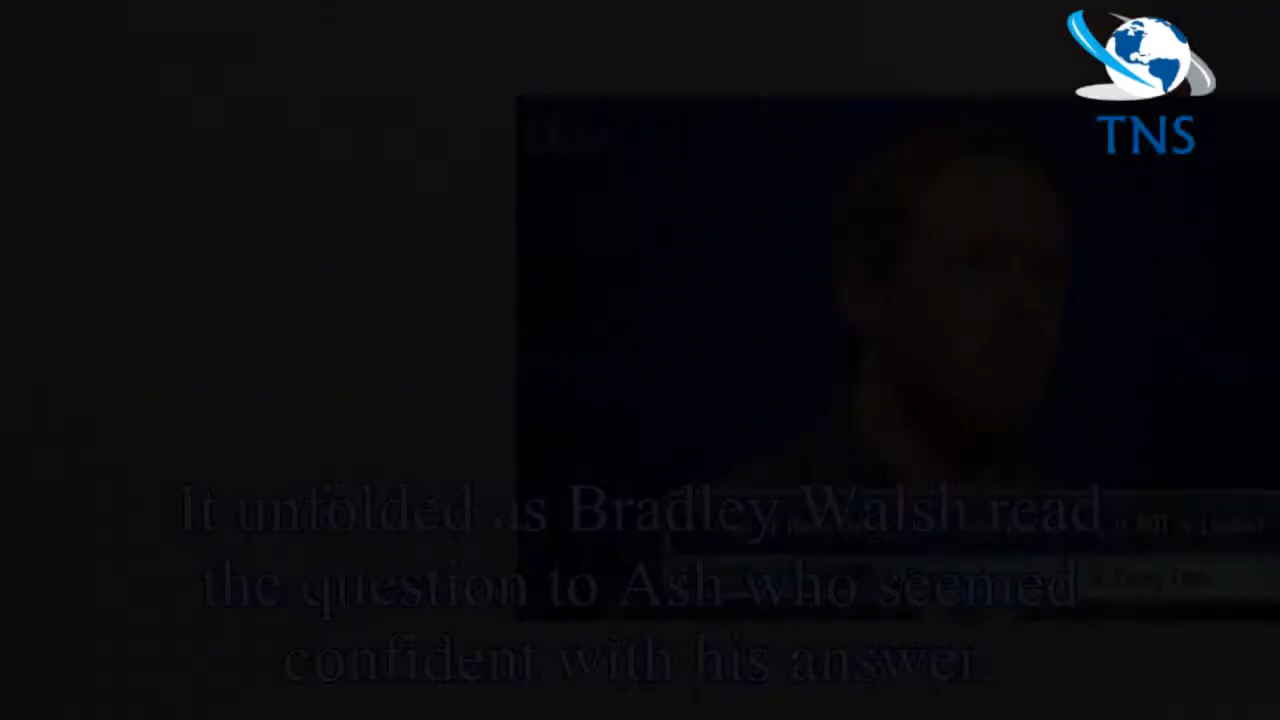 TNS
It unfolded as Bradley Walsh read
the question to Ash who seemed
confident with his answer.